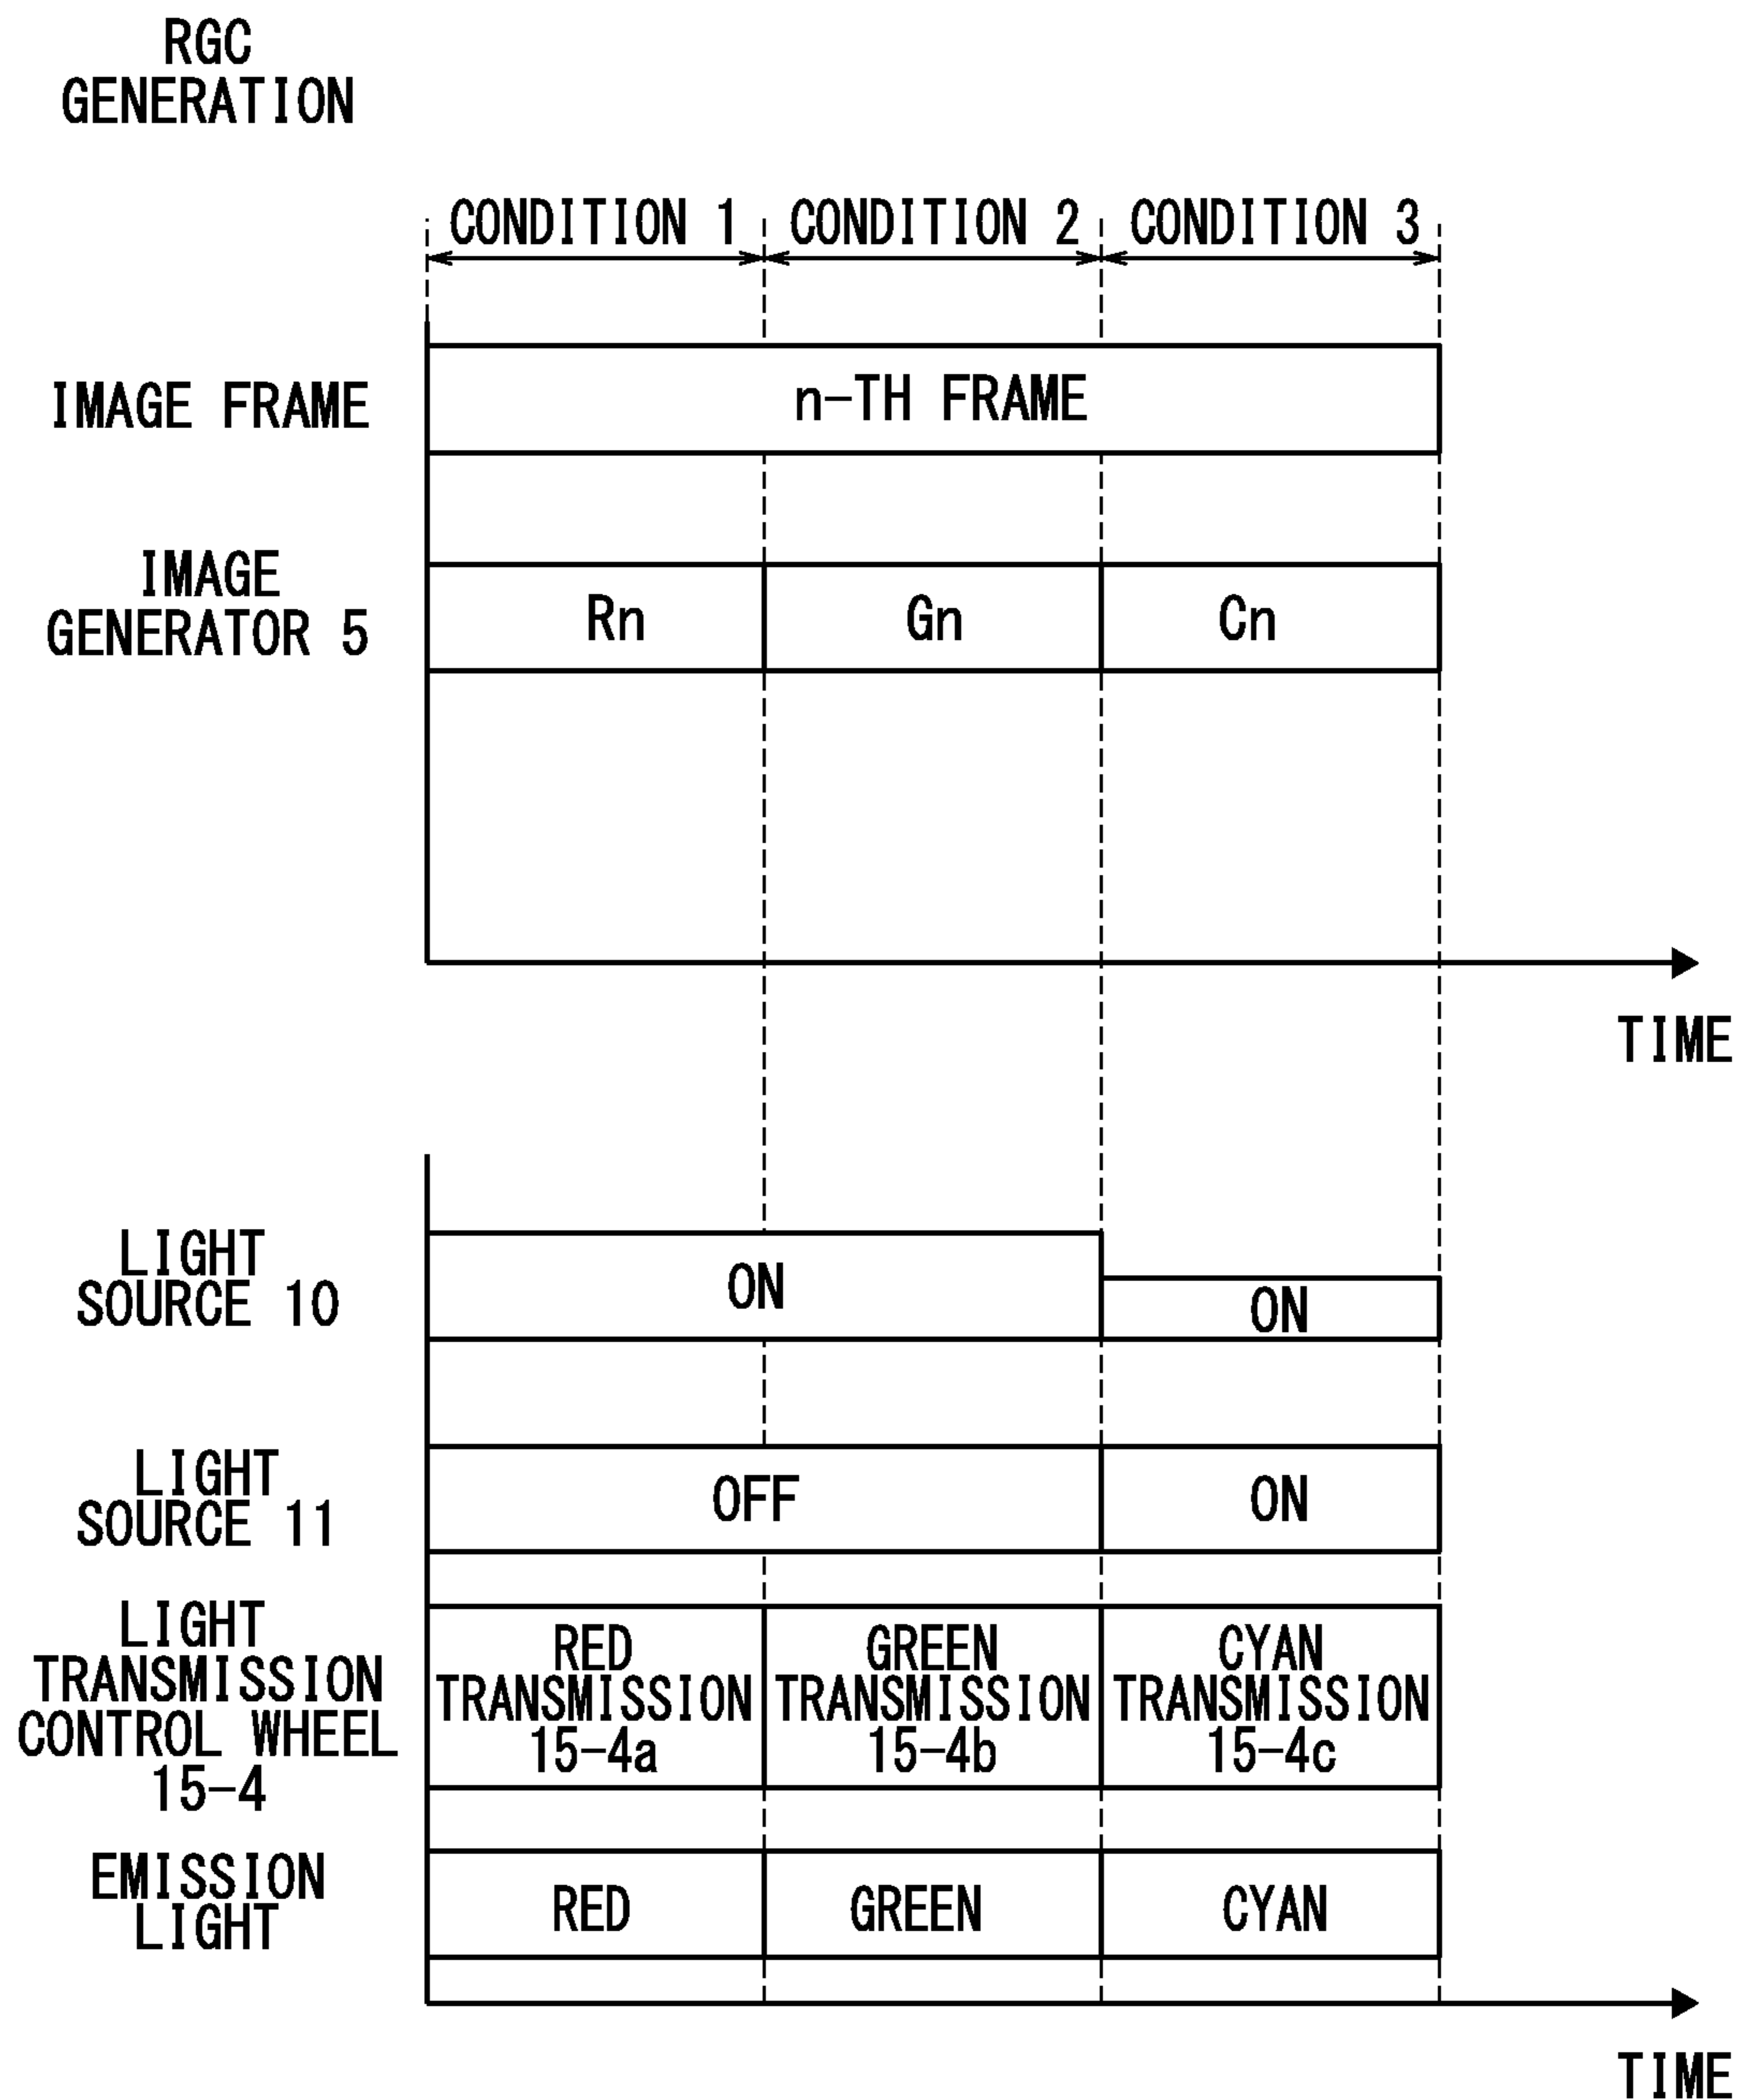 RGC
GENERATION
CONDITION 1 CONDITION 2 CONDITION 3
IMAGE FRAME
n-TH FRAME
IMAGE
GENERATOR 5
Rn Gn Cn
TIME
LIGHT
SOURCE 10
ON ON
LIGHT
SOURCE 11
OFF ON
LIGHT
TRANSMISSION
CONTROL WHEEL
15-4
RED
TRANSMISSION
15-4a
GREEN
TRANSMISSION
15-4b
CYAN
TRANSMISSION
15-4c
EMISSION
LIGHT
RED GREEN CYAN
TIME